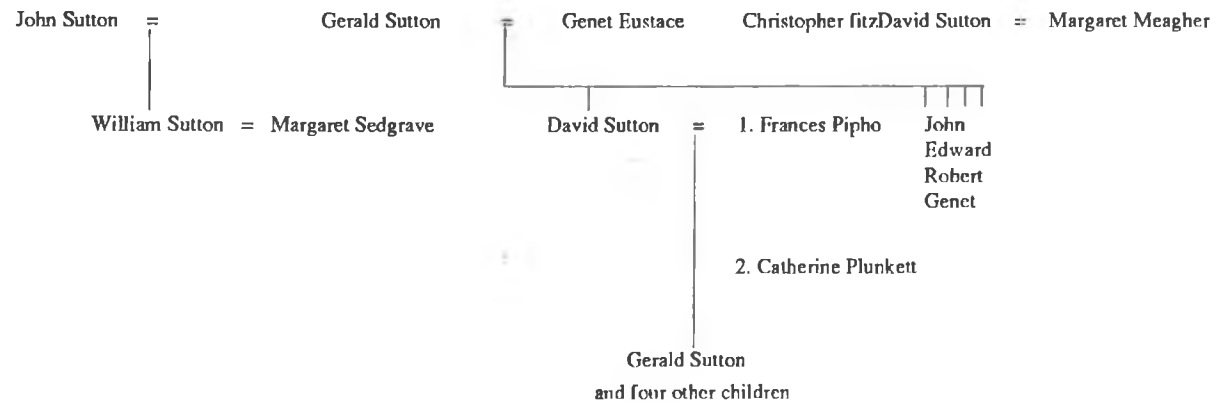 John Sutton = Gerald Sutton = Genet Eustace Christopher fitzDavid Sutton = Margaret Meagher
William Sutton = Margaret Sedgrave David Sutton = 1. Frances Pipho John
Edward
Robert
Genet
2. Catherine Plunkett
Gerald Sutton
and four other children